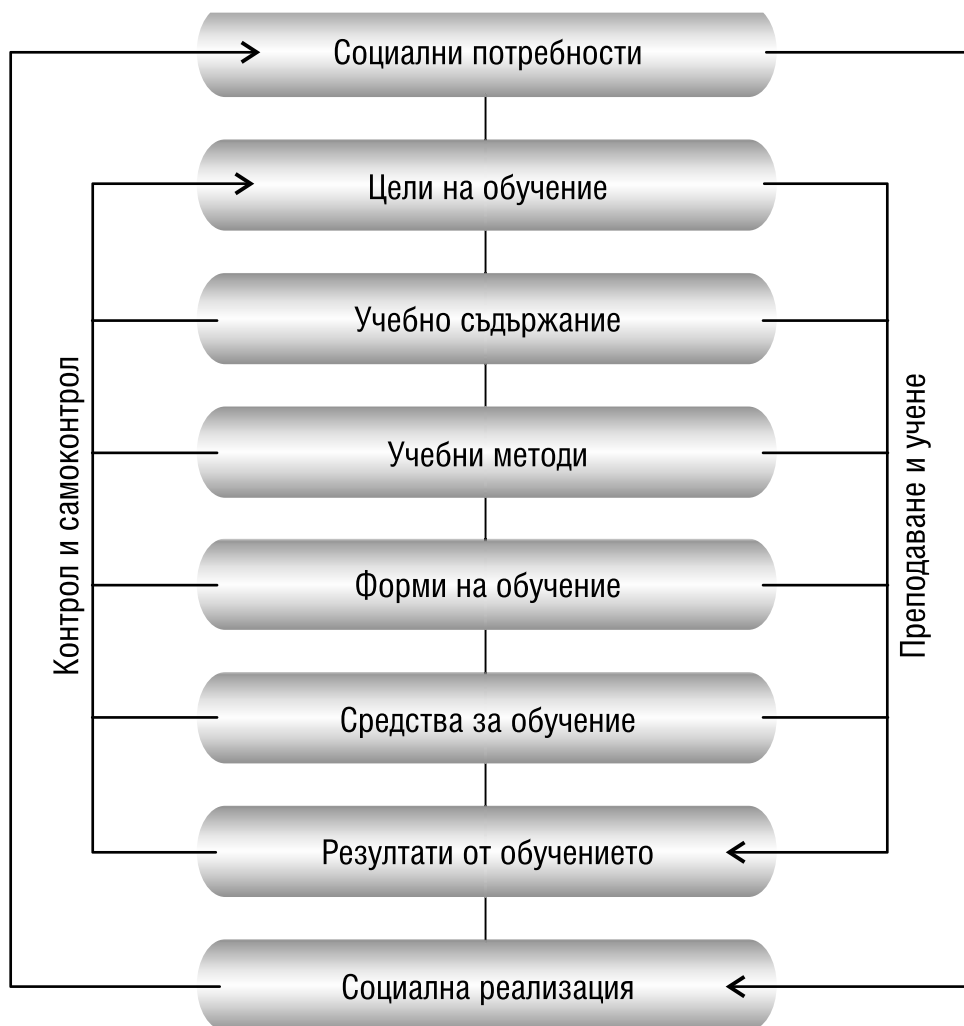 Социални потребности
Цели на обучение
Учебно съдържание
Учебни методи
Форми на обучение
Средства за обучение
Резултати от обучението
Социална реализация
Контрол и самоконтрол
Преподаване и учене